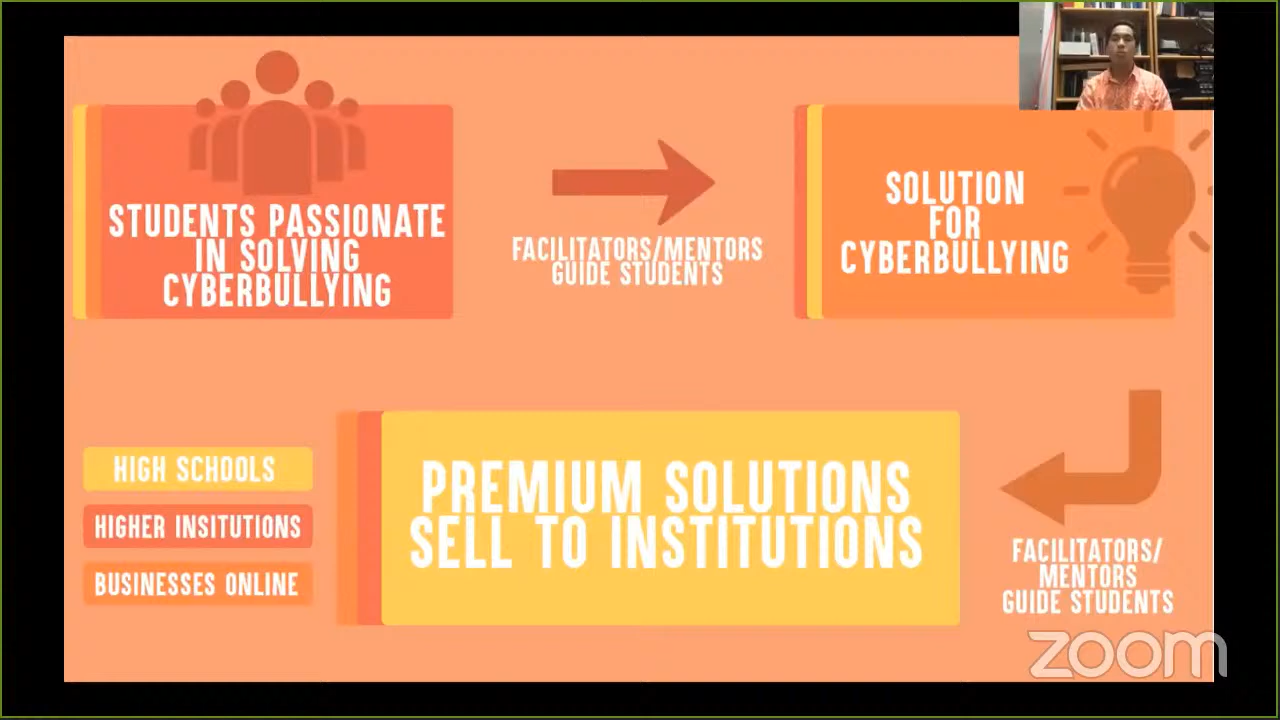 STUDENTS PASSIONATE
IN SOLVING
CYBERBULLYING
FACILITATORS/MENTORS
GUIDE STUDENTS
SOLUTION
FOR
CYBERBULLYING
HIGH SCHOOLS
HIGHER INSITUTIONS
BUSINESSES ONLINE
PREMIUM SOLUTIONS
SELL TO INSTITUTIONS
FACILITATORS/
MENTORS
GUIDE STUDENTS
zoom